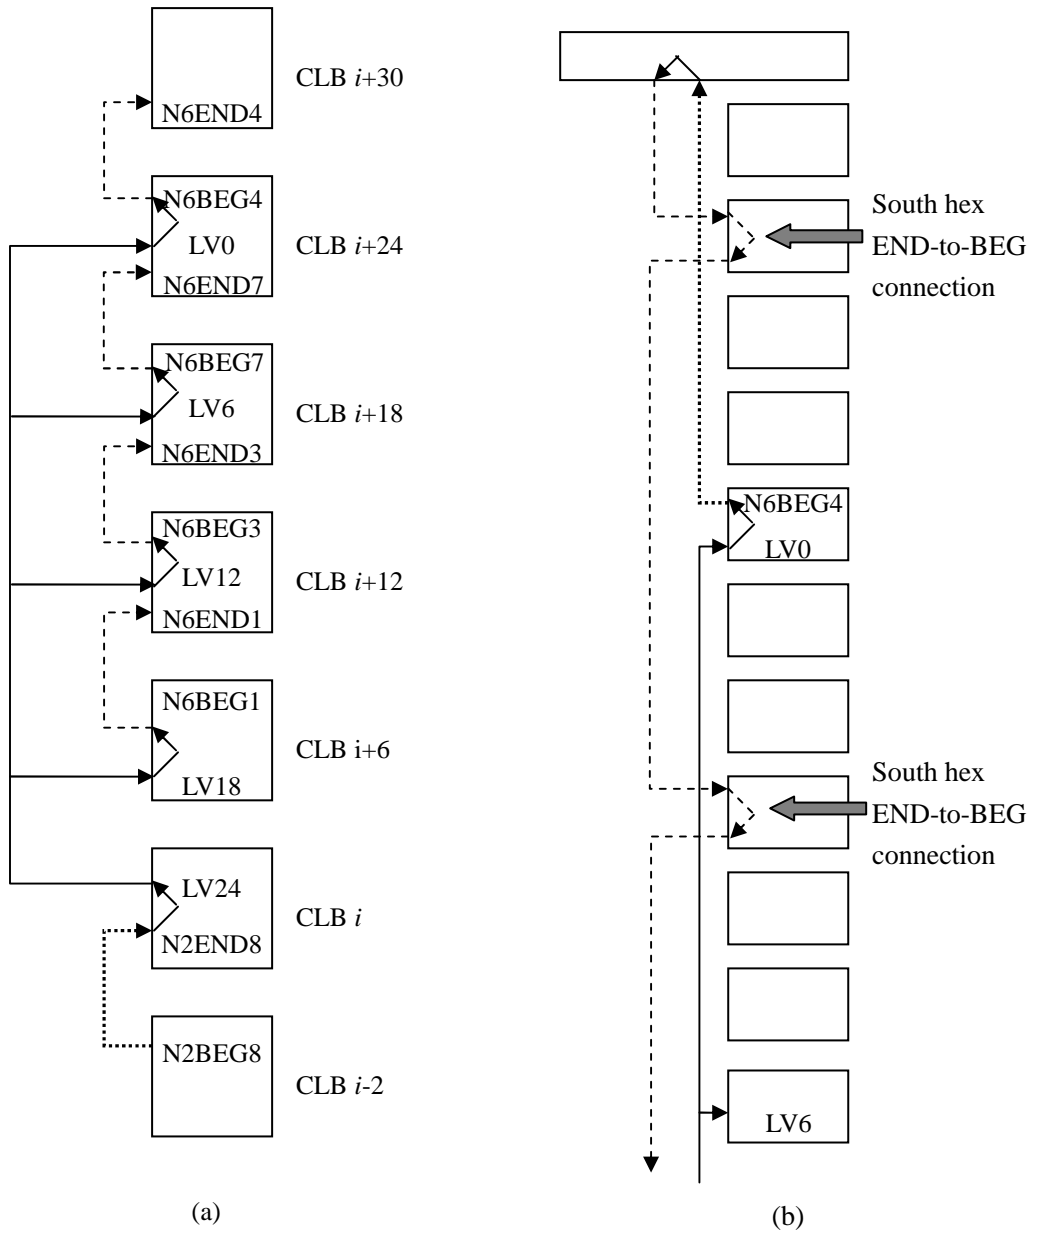 CLB i+30
N6END4
N6BEG4
LV0
CLB i+24
N6END7
N6BEG7
LV6
CLB i+18
N6END3
N6BEG3
LV12
CLB i+12
N6END1
N6BEG1
CLB i+6
LV18
LV24
CLB i
N2END8
N2BEG8
CLB i-2
(a)
South hex
END-to-BEG
connection
N6BEG4
LV0
South hex
END-to-BEG
connection
LV6
(b)